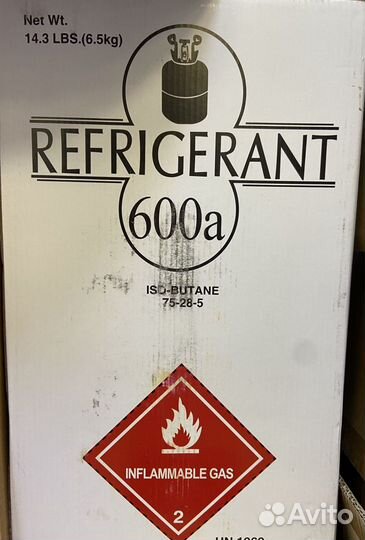 Net Wt.
14.3 LBS.(6.5kg)
REFRIGERANT
600a
ISO-BUTANE
75-28-5
INFLAMMABLE GAS
2
Avito